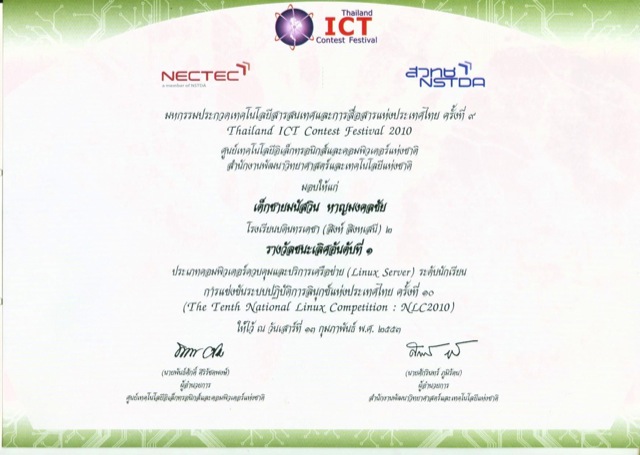 Thailand
ICT
Contest Festival
NECTEC
a member of NSTDA
สวทช
NSTDA
มหกรรมประกวดเทคโนโลยีสารสนเทศและการสื่อสารแห่งประเทศไทย ครั้งที่ ๙
Thailand ICT Contest Festival 2010
ศูนย์เทคโนโลยีอิเล็กทรอนิกส์และคอมพิวเตอร์แห่งชาติ
สำนักงานพัฒนาวิทยาศาสตร์และเทคโนโลยีแห่งชาติ
มอบให้แก่
เด็กชายมนัสวิน หาญมงคลชัย
โรงเรียนบดินทรเดชา (สิงห์ สิงหเสนี) ๒
รางวัลชนะเลิศอันดับที่ ๑
ประเภทคอมพิวเตอร์ควบคุมและบริการเครือข่าย (Linux Server) ระดับนักเรียน
การแข่งขันระบบปฏิบัติการลินุกซ์แห่งประเทศไทย ครั้งที่ ๑๐
(The Tenth National Linux Competition : NLC2010)
ให้ไว้ ณ วันเสาร์ที่ ๑๓ กุมภาพันธ์ พ.ศ. ๒๕๕๓
(นายพันธ์ศักดิ์ ศิริรัชตพงษ์)
ผู้อำนวยการ
ศูนย์เทคโนโลยีอิเล็กทรอนิกส์และคอมพิวเตอร์แห่งชาติ
(นายศักรินทร์ ภูมิรัตน)
ผู้อำนวยการ
สำนักงานพัฒนาวิทยาศาสตร์และเทคโนโลยีแห่งชาติ